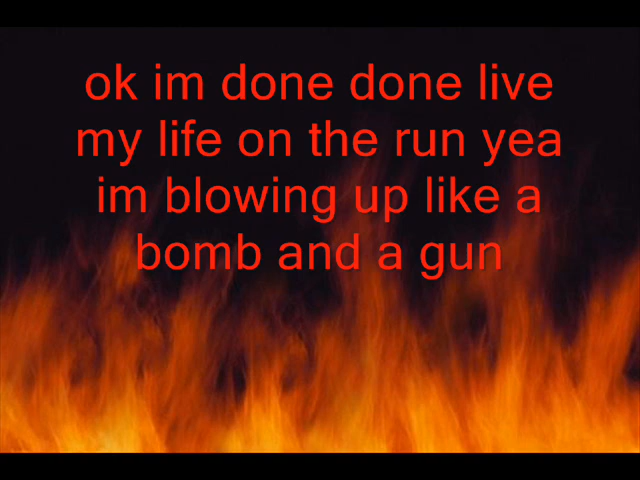 ok im done done live
my life on the run yea
im blowing up like a
bomb and a gun